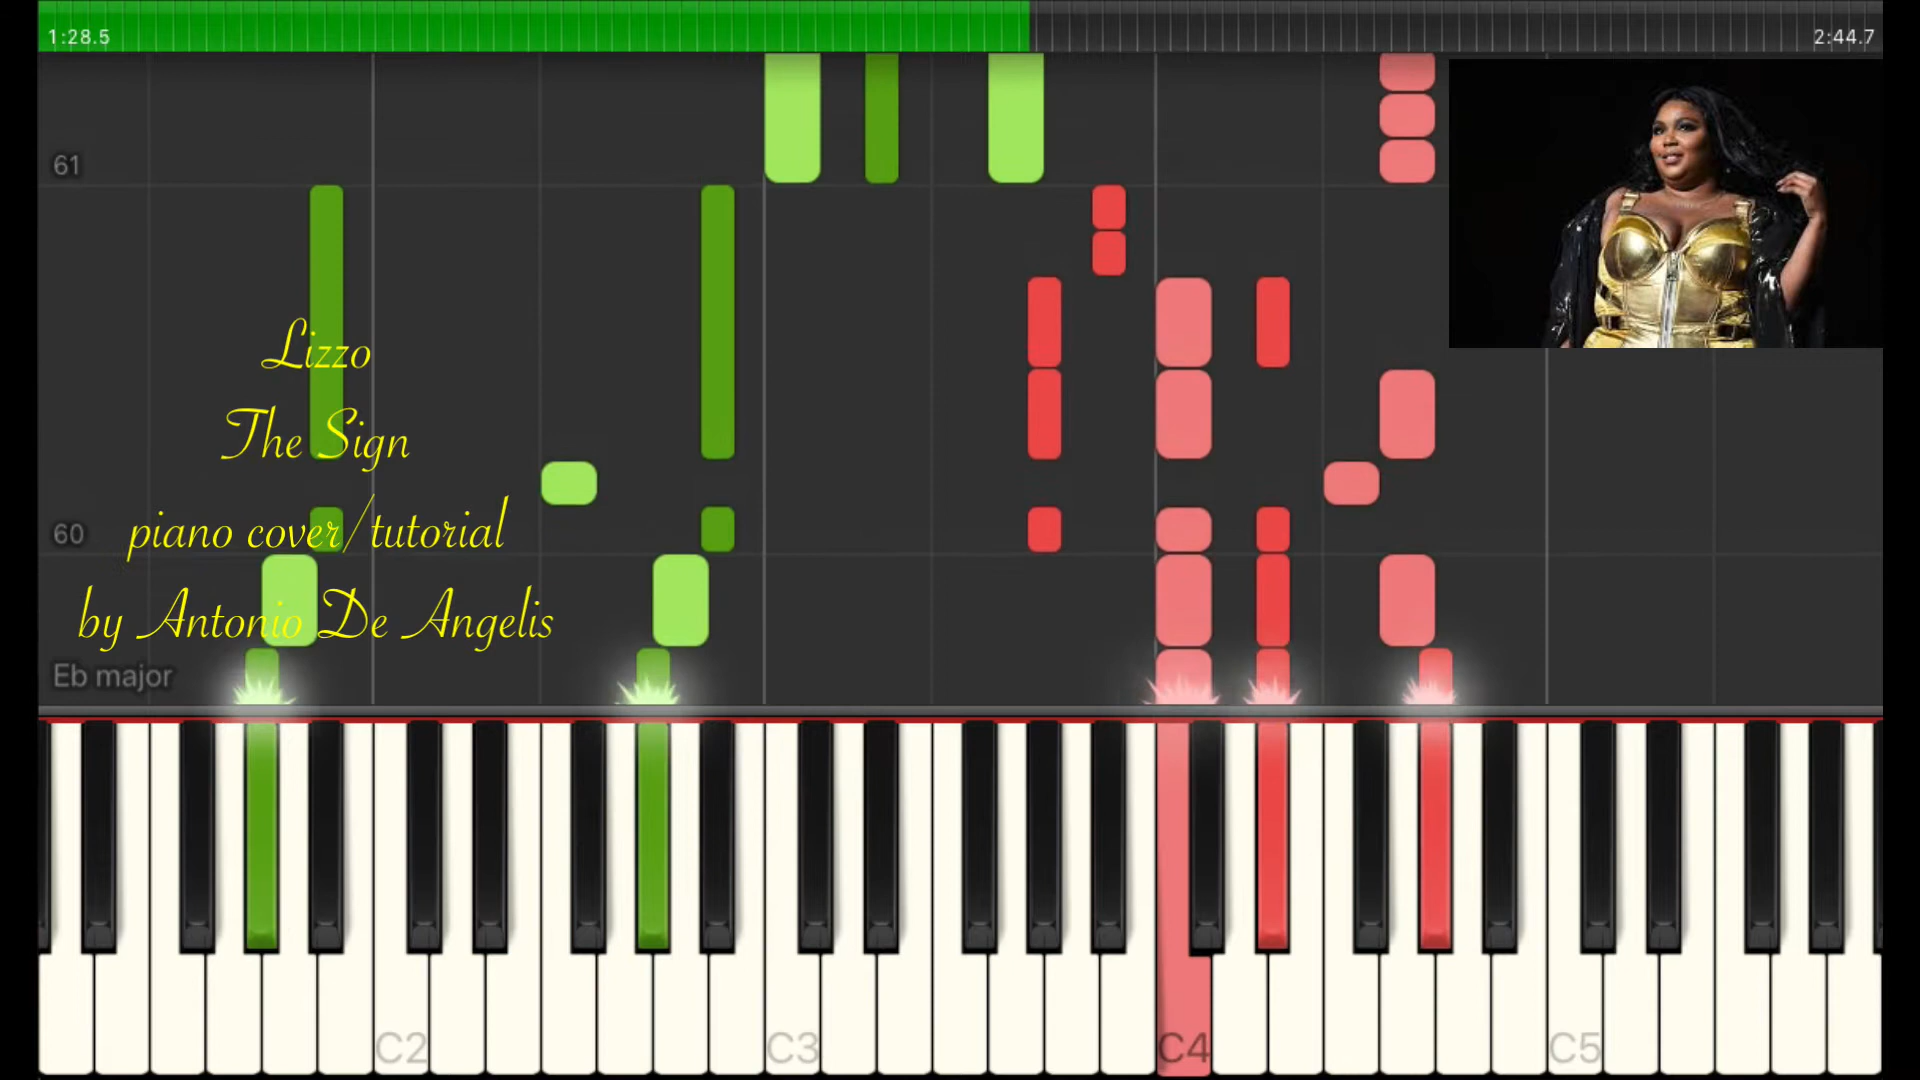 1:28.5
2:44.7
61
Lizzo
The Sign
60
piano cover/tutorial
by Antonio De Angelis
Eb major
C2
C3
C4
C5